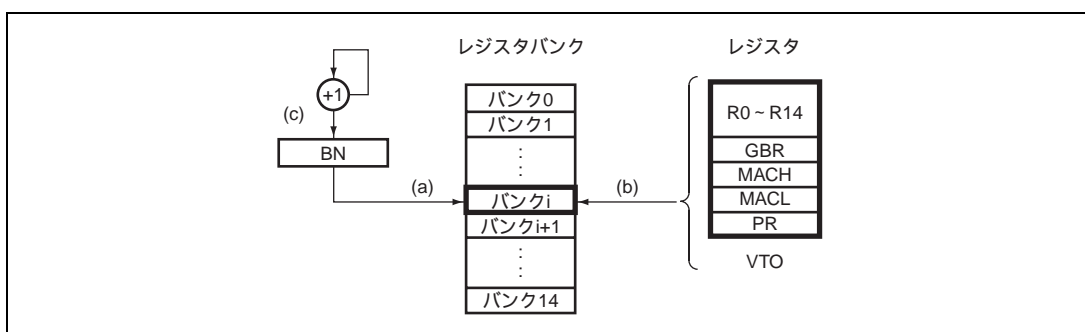 レジスタバンク
レジスタ
+1
(c)
BN
(a)
バンク0
バンク1
:
:
バンクi
バンクi+1
:
:
バンク14
(b)
R0 ~ R14
GBR
MACH
MACL
PR
VTO